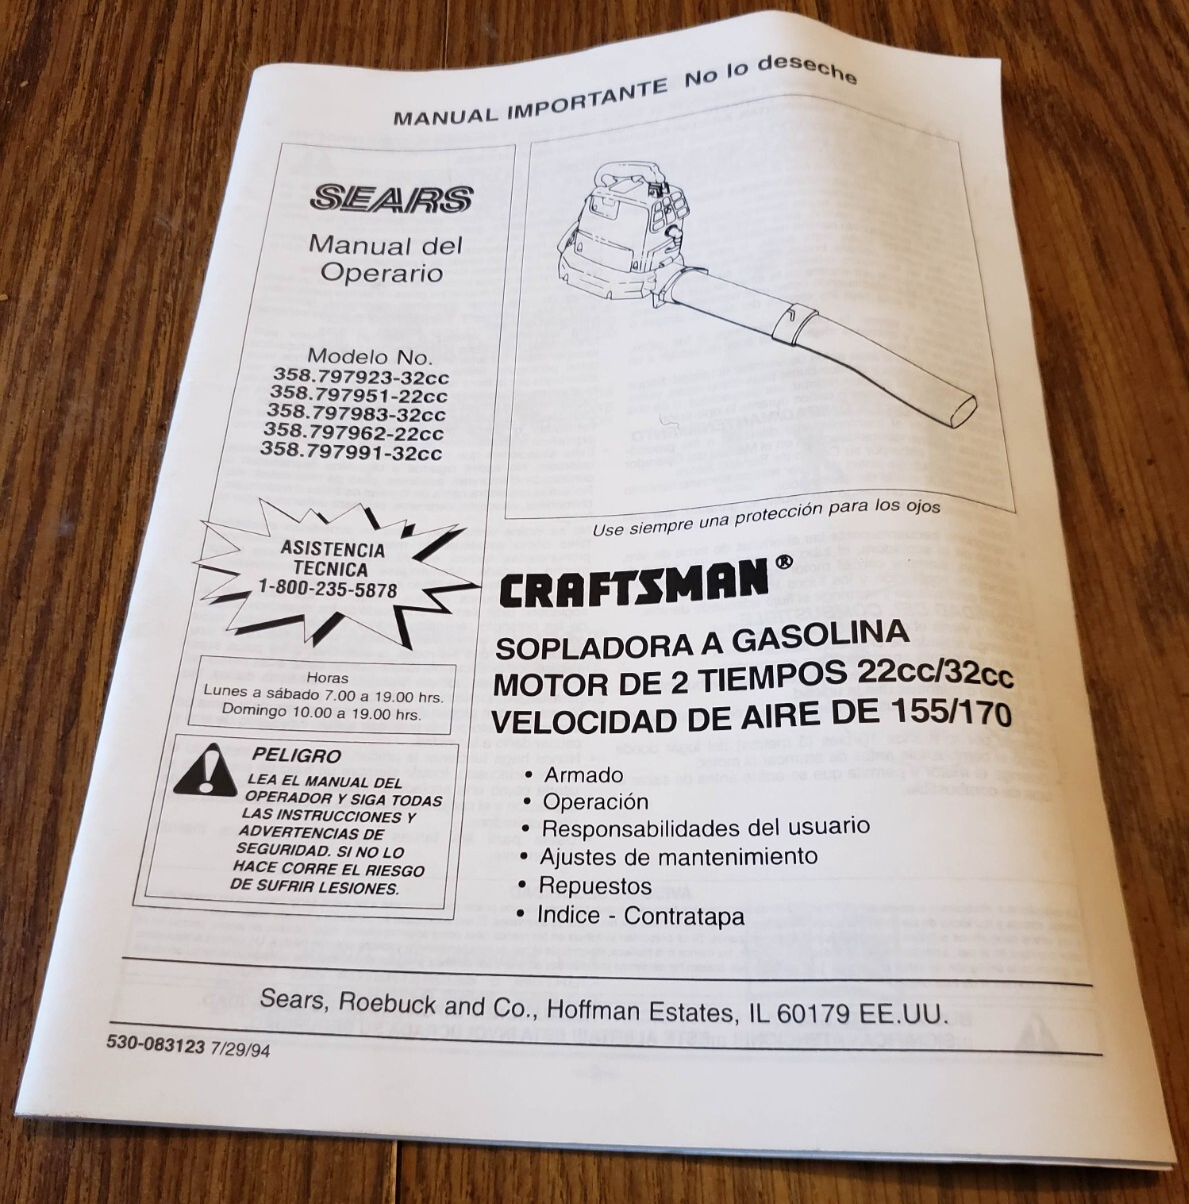 MANUAL IMPORTANTE No lo deseche
SEARS
Manual del
Operario
Modelo No.
358.797923-32cc
358.797951-22cc
358.797983-32cc
358.797962-22cc
358.797991-32cc
ASISTENCIA
TECNICA
1-800-235-5878
Horas
Lunes a sábado 7.00 a 19.00 hrs.
Domingo 10.00 a 19.00 hrs.
PELIGRO
LEA EL MANUAL DEL
OPERADOR Y SIGA TODAS
LAS INSTRUCCIONES Y
ADVERTENCIAS DE
SEGURIDAD. SI NO LO
HACE CORRE EL RIESGO
DE SUFRIR LESIONES.
Use siempre una protección para los ojos
CRAFTSMAN®
SOPLADORA A GASOLINA
MOTOR DE 2 TIEMPOS 22cc/32cc
VELOCIDAD DE AIRE DE 155/170
• Armado
• Operación
• Responsabilidades del usuario
• Ajustes de mantenimiento
• Repuestos
• Indice - Contratapa
Sears, Roebuck and Co., Hoffman Estates, IL 60179 EE.UU.
530-083123 7/29/94